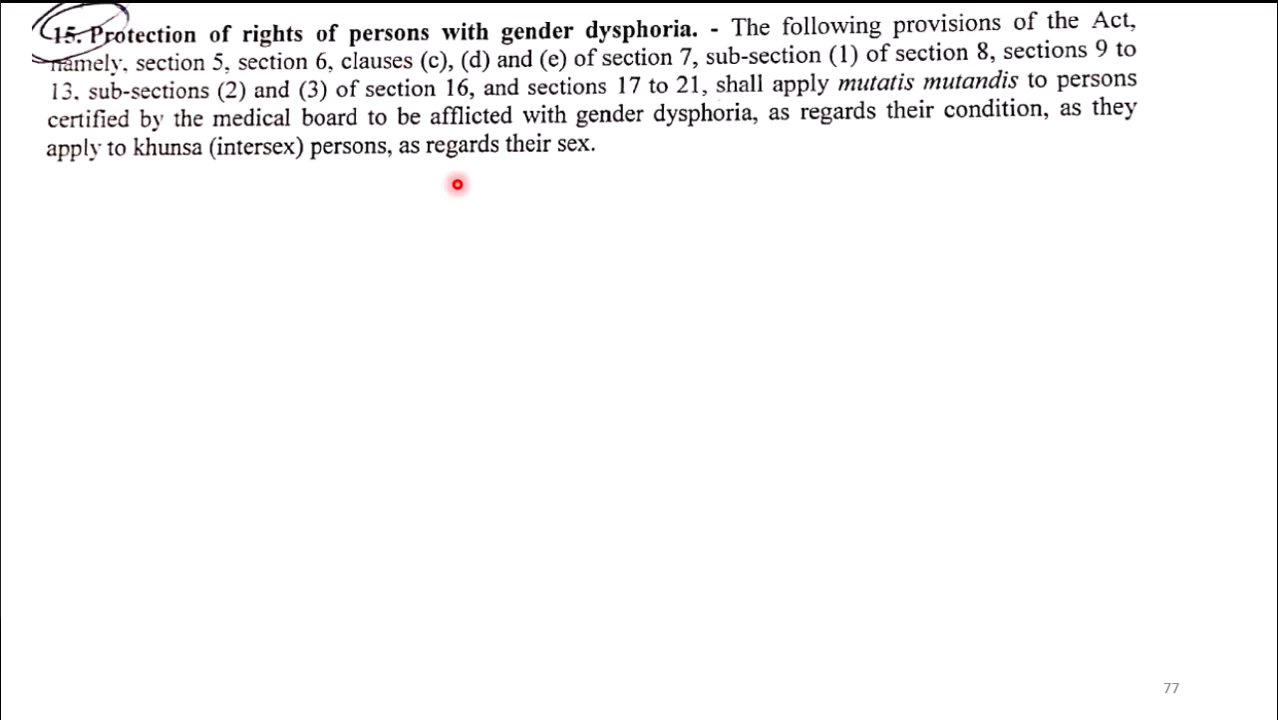 15. Protection of rights of persons with gender dysphoria. - The following provisions of the Act,
namely, section 5, section 6, clauses (c), (d) and (e) of section 7, sub-section (1) of section 8, sections 9 to
13, sub-sections (2) and (3) of section 16, and sections 17 to 21, shall apply mutatis mutandis to persons
certified by the medical board to be afflicted with gender dysphoria, as regards their condition, as they
apply to khunsa (intersex) persons, as regards their sex.
77